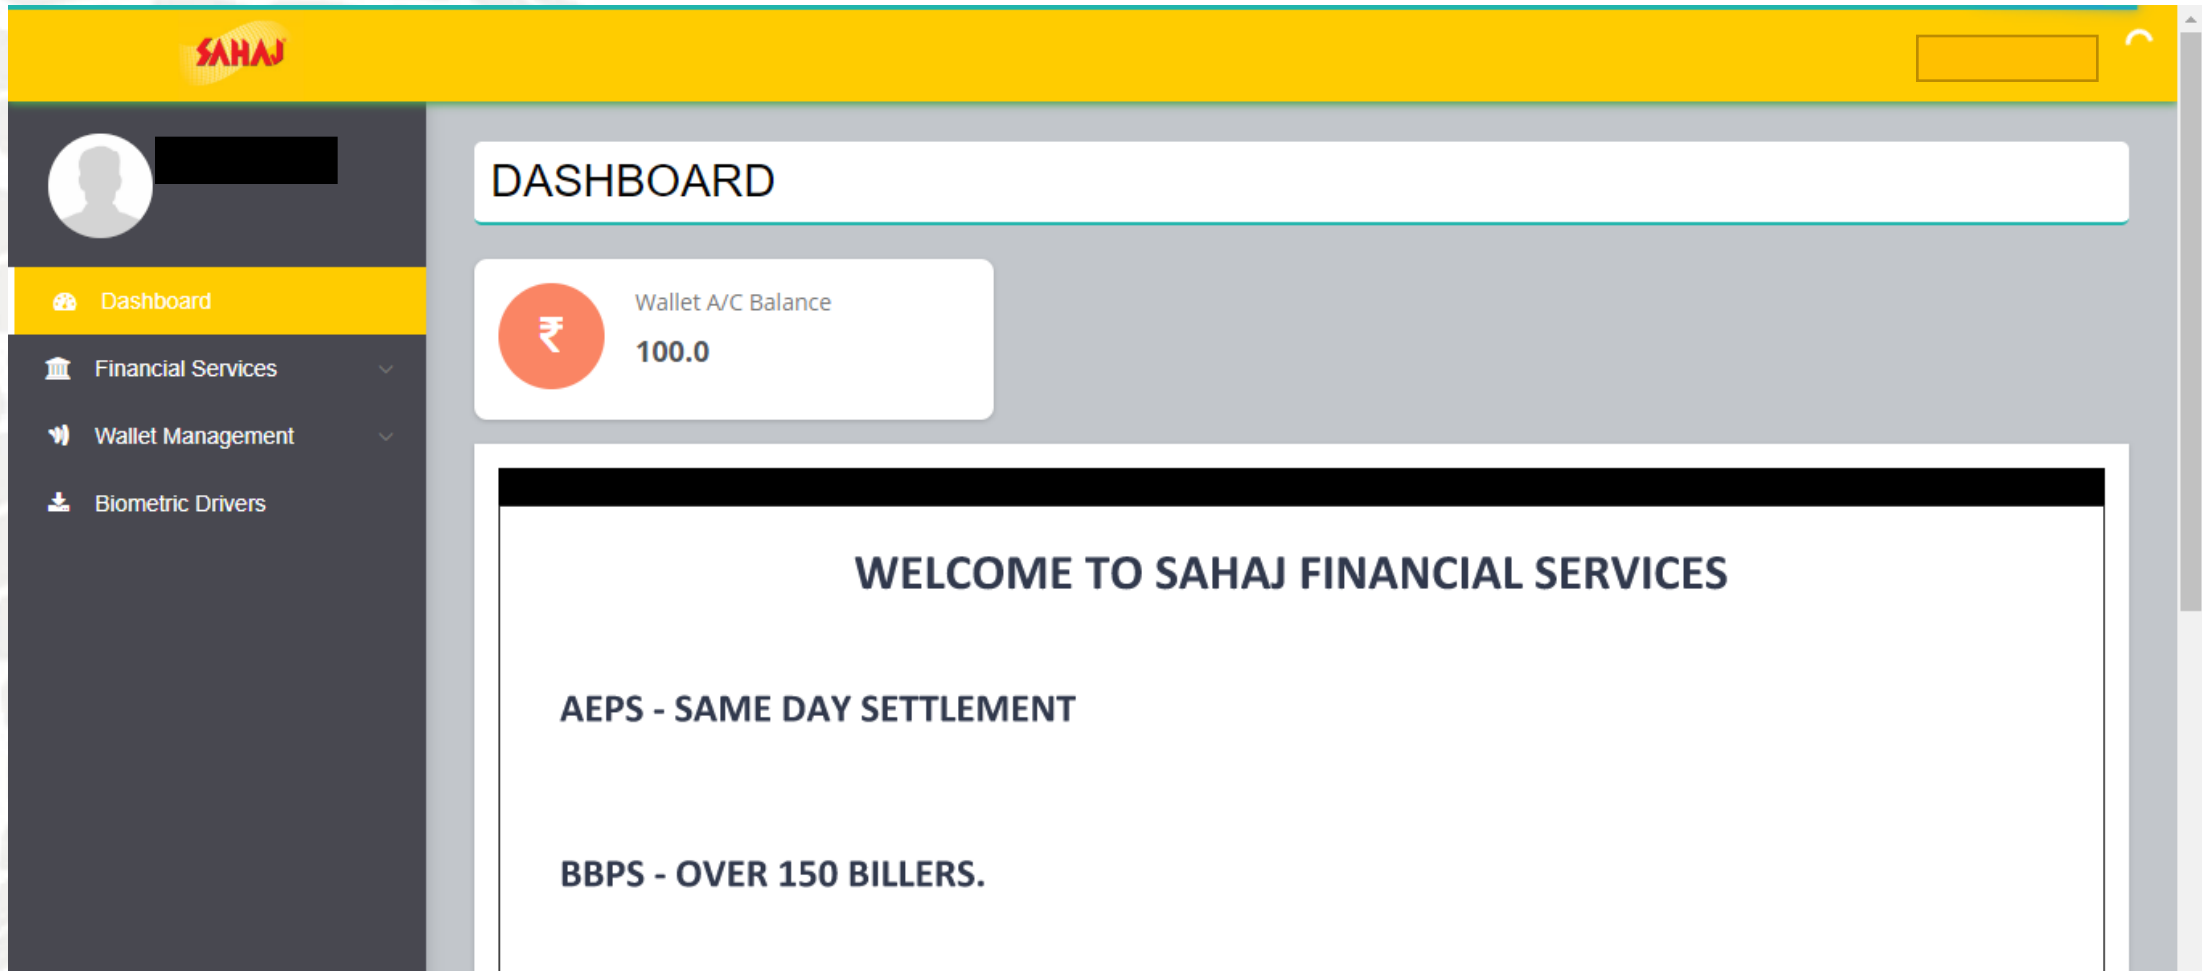 SAHAJ
DASHBOARD
Dashboard
Financial Services
Wallet Management
Biometric Drivers
₹
Wallet A/C Balance
100.0
WELCOME TO SAHAJ FINANCIAL SERVICES
AEPS - SAME DAY SETTLEMENT
BBPS - OVER 150 BILLERS.